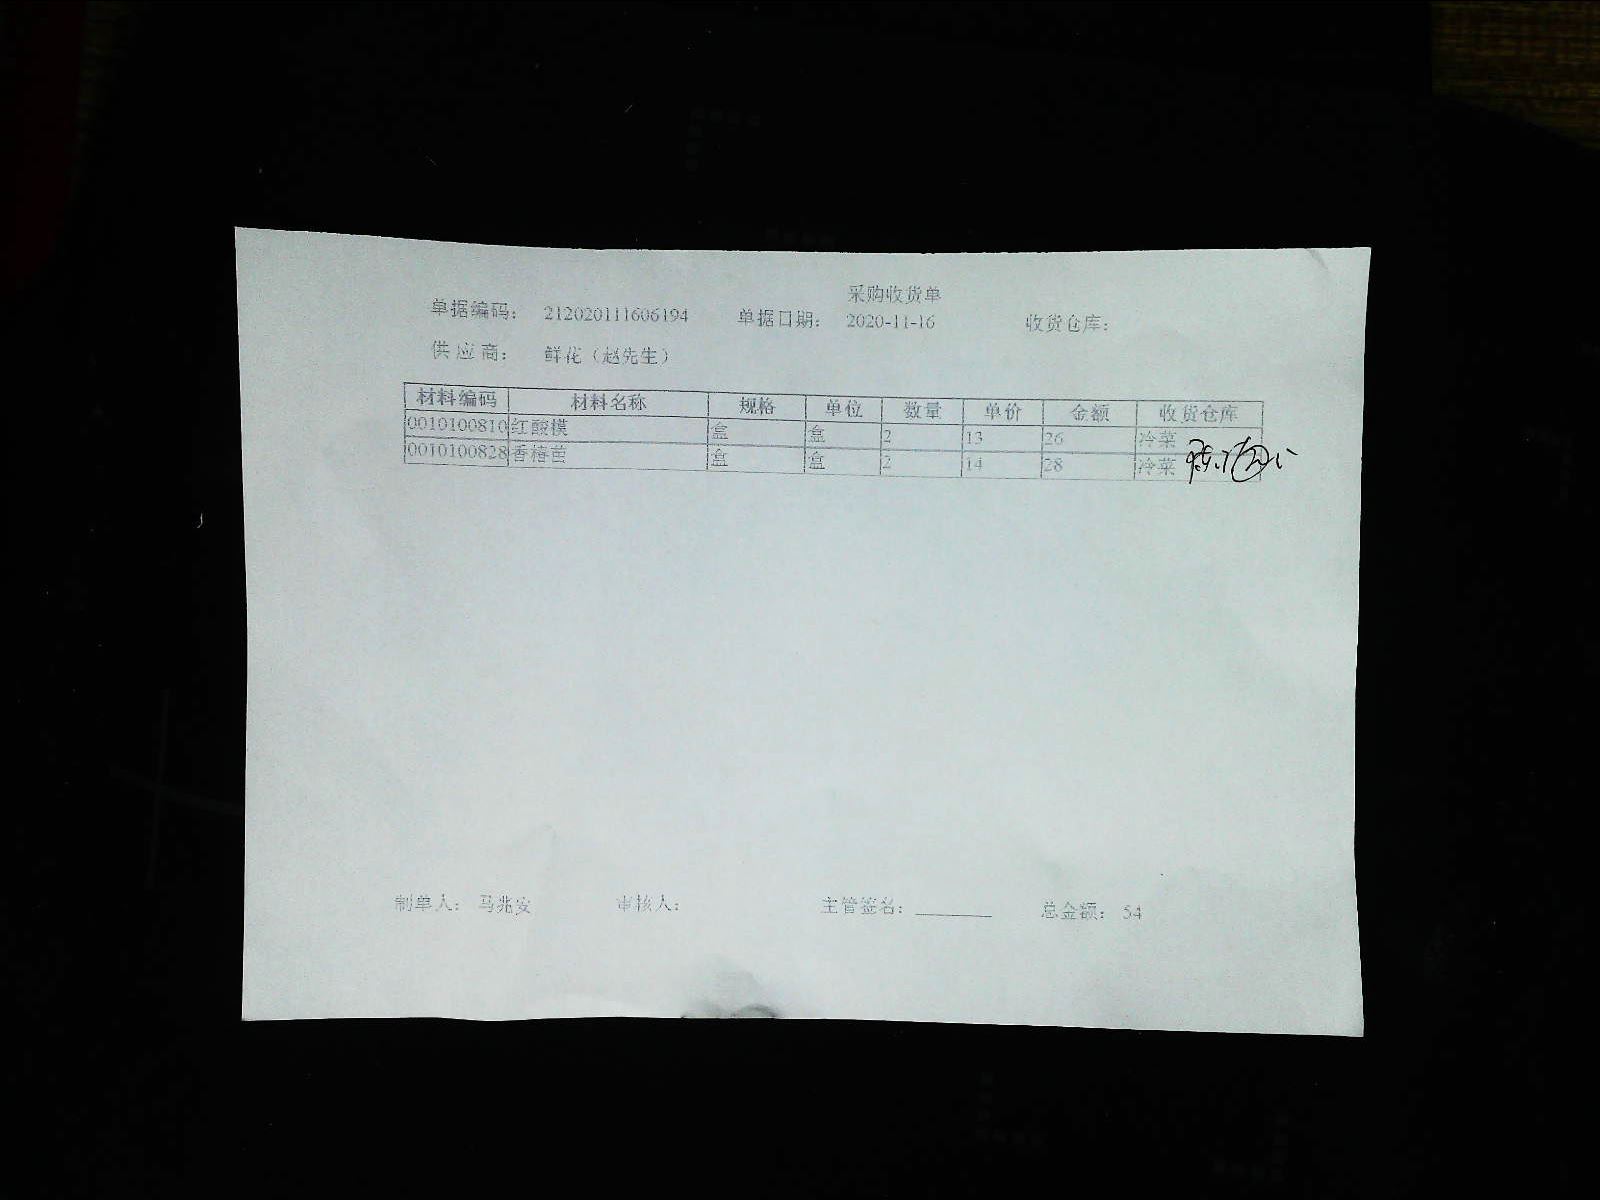 采购收货单
单据编码： 212020111606194 单据日期： 2020-11-16 收货仓库：
供应商： 鲜花（赵先生）
材料编码 材料名称 规格 单位 数量 单价 金额 收货仓库
0010100810 红酸模 盒 盒 2 13 26 冷菜
0010100828 香椿苗 盒 盒 2 14 28 冷菜
制单人： 马兆安 审核人： 主管签名： 总金额： 54